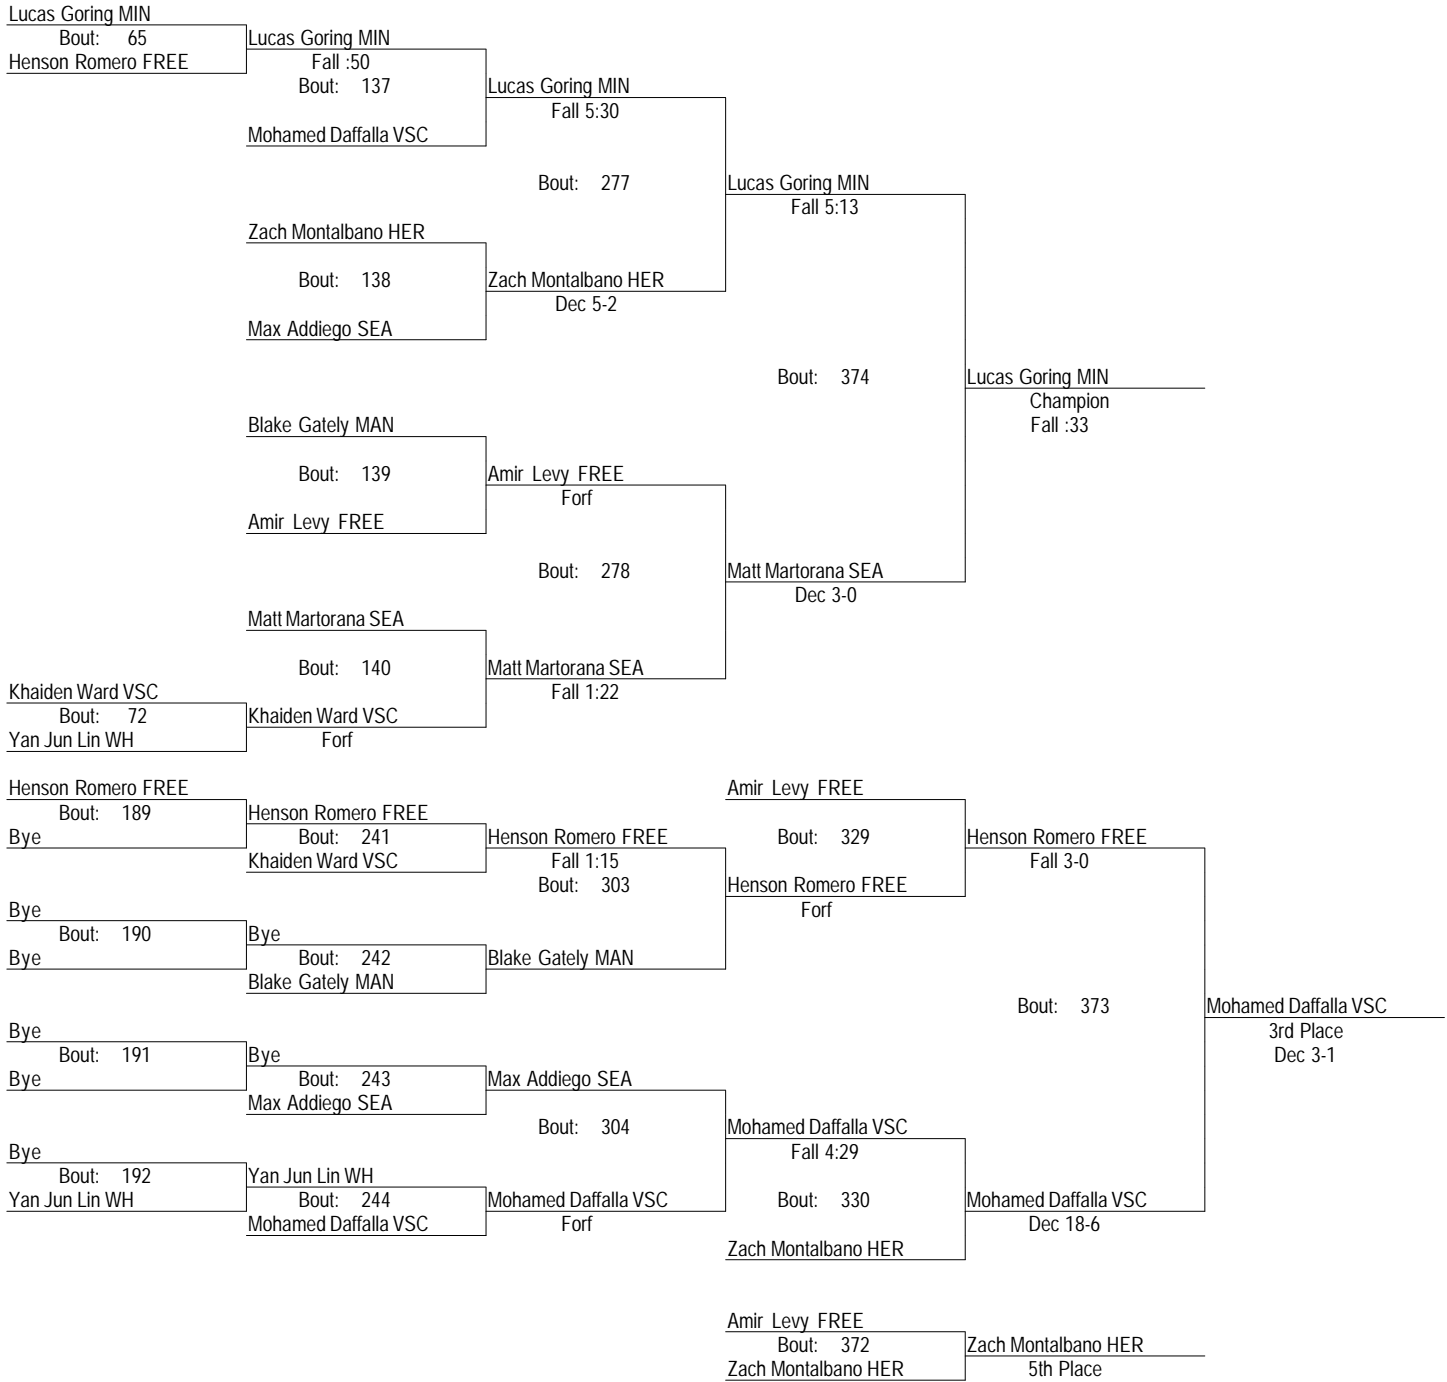 Lucas Goring MIN
Bout: 65
Henson Romero FREE
Lucas Goring MIN
Fall :50
Bout: 137
Mohamed Daffalla VSC
Lucas Goring MIN
Fall 5:30
Bout: 277
Zach Montalbano HER
Bout: 138
Max Addiego SEA
Zach Montalbano HER
Dec 5-2
Lucas Goring MIN
Fall 5:13
Bout: 374
Lucas Goring MIN
Champion
Fall :33
Blake Gately MAN
Bout: 139
Amir Levy FREE
Amir Levy FREE
Forf
Bout: 278
Matt Martorana SEA
Dec 3-0
Matt Martorana SEA
Bout: 140
Matt Martorana SEA
Fall 1:22
Khaiden Ward VSC
Bout: 72
Yan Jun Lin WH
Khaiden Ward VSC
Forf
Henson Romero FREE
Bout: 189
Bye
Henson Romero FREE
Bout: 241
Khaiden Ward VSC
Henson Romero FREE
Fall 1:15
Bout: 303
Bye
Bout: 190
Bye
Bye
Bout: 242
Blake Gately MAN
Blake Gately MAN
Amir Levy FREE
Bout: 329
Henson Romero FREE
Forf
Henson Romero FREE
Fall 3-0
Bout: 373
Mohamed Daffalla VSC
3rd Place
Dec 3-1
Bye
Bout: 191
Bye
Bye
Bout: 243
Max Addiego SEA
Max Addiego SEA
Bout: 304
Bye
Bout: 192
Yan Jun Lin WH
Yan Jun Lin WH
Bout: 244
Mohamed Daffalla VSC
Mohamed Daffalla VSC
Forf
Mohamed Daffalla VSC
Fall 4:29
Bout: 330
Zach Montalbano HER
Mohamed Daffalla VSC
Dec 18-6
Amir Levy FREE
Bout: 372
Zach Montalbano HER
Zach Montalbano HER
5th Place